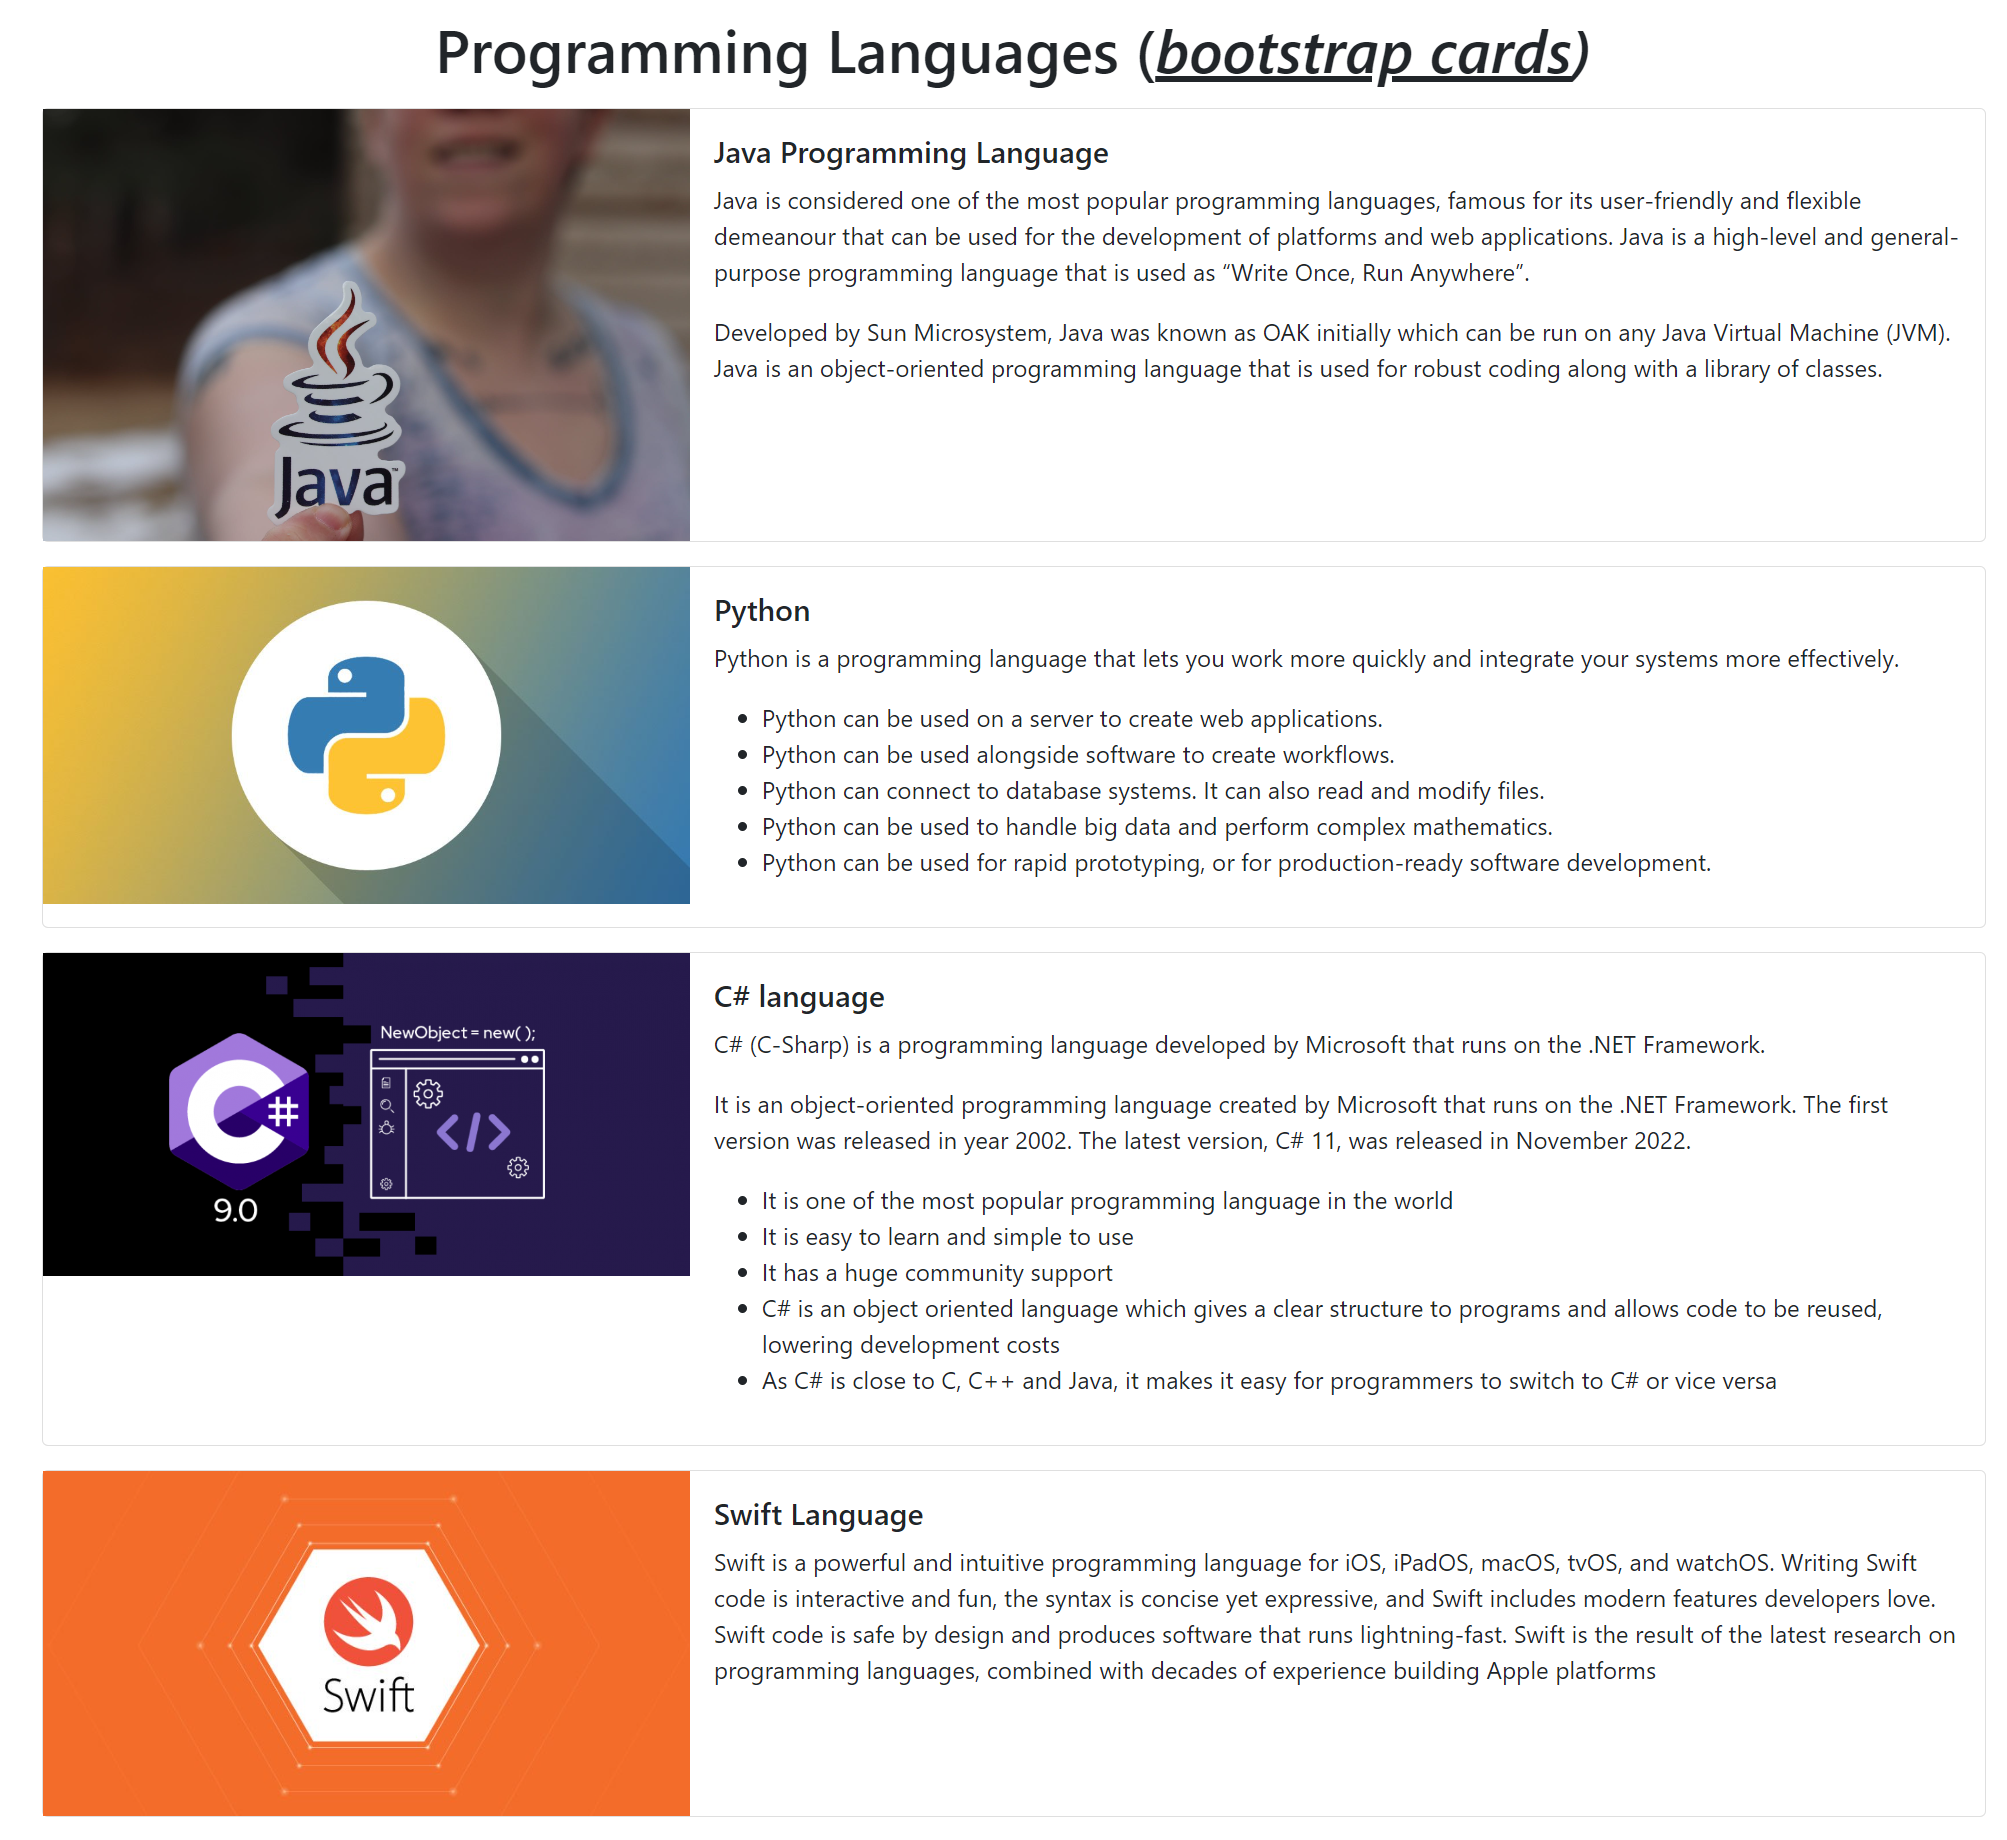 Programming Languages (bootstrap cards)
Java Programming Language
Java is considered one of the most popular programming languages, famous for its user-friendly and flexible
demeanour that can be used for the development of platforms and web applications. Java is a high-level and general-
purpose programming language that is used as “Write Once, Run Anywhere”.
Developed by Sun Microsystem, Java was known as OAK initially which can be run on any Java Virtual Machine (JVM).
Java is an object-oriented programming language that is used for robust coding along with a library of classes.
Java™
Python
Python is a programming language that lets you work more quickly and integrate your systems more effectively.
• Python can be used on a server to create web applications.
• Python can be used alongside software to create workflows.
• Python can connect to database systems. It can also read and modify files.
• Python can be used to handle big data and perform complex mathematics.
• Python can be used for rapid prototyping, or for production-ready software development.
NewObject = new( );
C#
</>
9.0
C# language
C# (C-Sharp) is a programming language developed by Microsoft that runs on the .NET Framework.
It is an object-oriented programming language created by Microsoft that runs on the .NET Framework. The first
version was released in year 2002. The latest version, C# 11, was released in November 2022.
• It is one of the most popular programming language in the world
• It is easy to learn and simple to use
• It has a huge community support
• C# is an object oriented language which gives a clear structure to programs and allows code to be reused,
lowering development costs
• As C# is close to C, C++ and Java, it makes it easy for programmers to switch to C# or vice versa
Swift
Swift Language
Swift is a powerful and intuitive programming language for iOS, iPadOS, macOS, tvOS, and watchOS. Writing Swift
code is interactive and fun, the syntax is concise yet expressive, and Swift includes modern features developers love.
Swift code is safe by design and produces software that runs lightning-fast. Swift is the result of the latest research on
programming languages, combined with decades of experience building Apple platforms